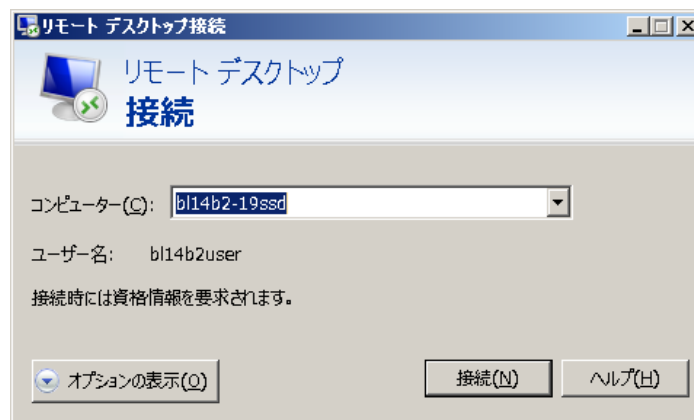 リモート デスクトップ接続
リモート デスクトップ
接続
コンピューター(C): bl14b2-19ssd
ユーザー名: bl14b2user
接続時には資格情報を要求されます。
オプションの表示(O) 接続(N) ヘルプ(H)